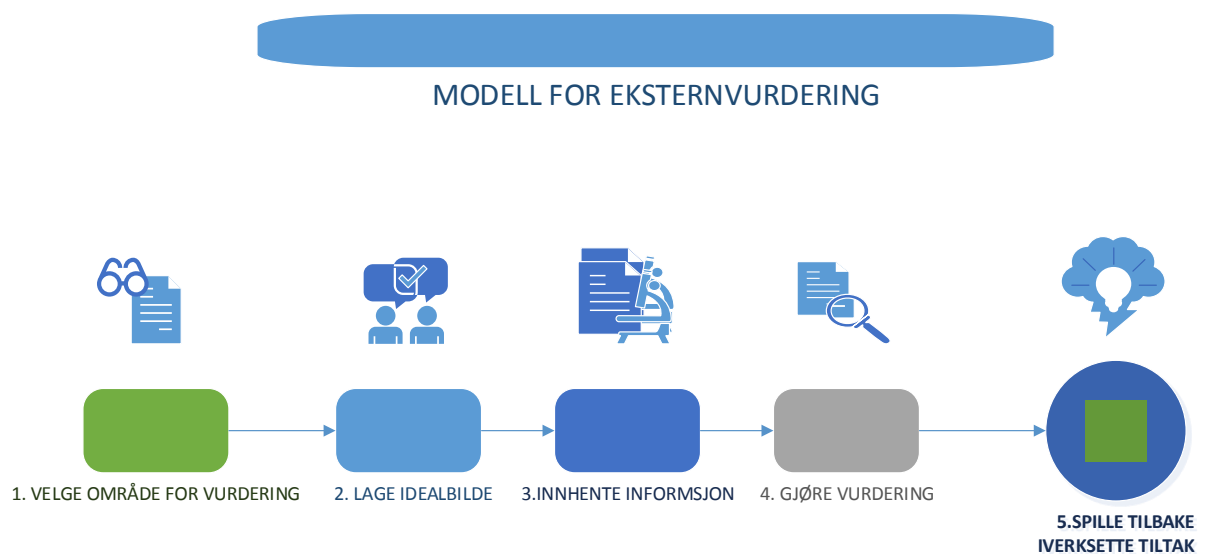 MODELL FOR EKSTERNVURDERING
1. VELGE OMRÅDE FOR VURDERING
2. LAGE IDEALBILDE
3.INNHENTE INFORMSJON
4. GJØRE VURDERING
5.SPILLE TILBAKE
IVERKSETTE TILTAK